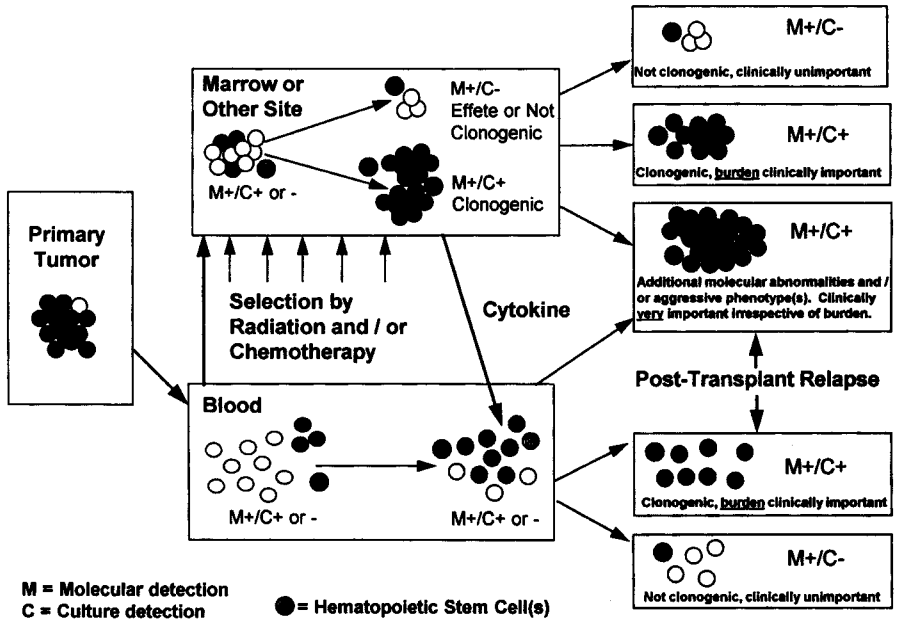 Primary
Tumor
Marrow or
Other Site
M+/C+ or -
M+/C-
Effete or Not
Clonogenic
M+/C+
Clonogenic
Selection by
Radiation and / or
Chemotherapy
Cytokine
Blood
M+/C+ or -
M+/C+ or -
M+/C-
Not clonogenic, clinically unimportant
M+/C+
Clonogenic, burden clinically important
M+/C+
Additional molecular abnormalities and /
or aggressive phenotype(s). Clinically
very important irrespective of burden.
Post-Transplant Relapse
M+/C+
Clonogenic, burden clinically important
M+/C-
Not clonogenic, clinically unimportant
M = Molecular detection
C = Culture detection
= Hematopoietic Stem Cell(s)